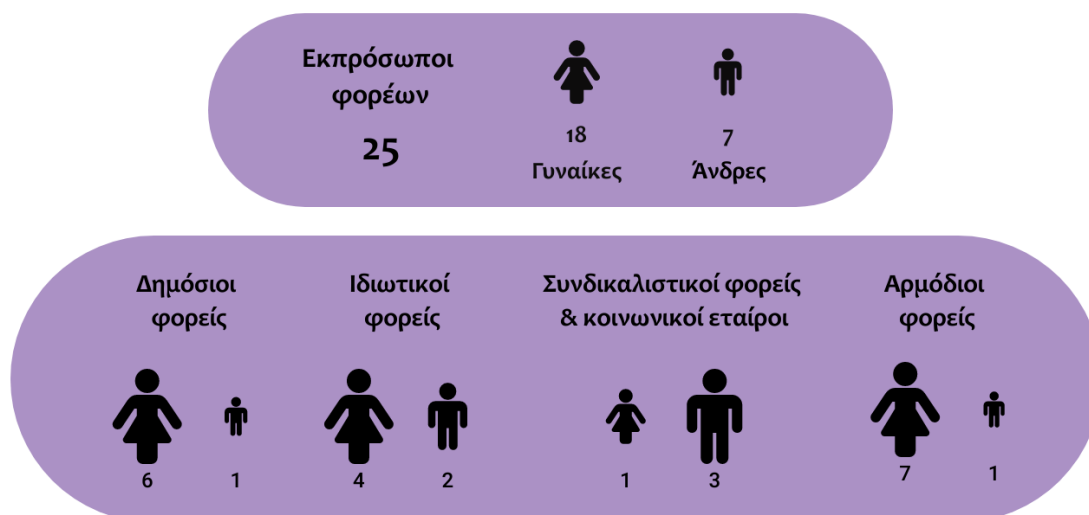 Εκπρόσωποι
φορέων
25
18
Γυναίκες
7
Άνδρες
Δημόσιοι
φορείς
6
1
Ιδιωτικοί
φορείς
4
2
Συνδικαλιστικοί φορείς
& κοινωνικοί εταίροι
1
3
Αρμόδιοι
φορείς
7
1